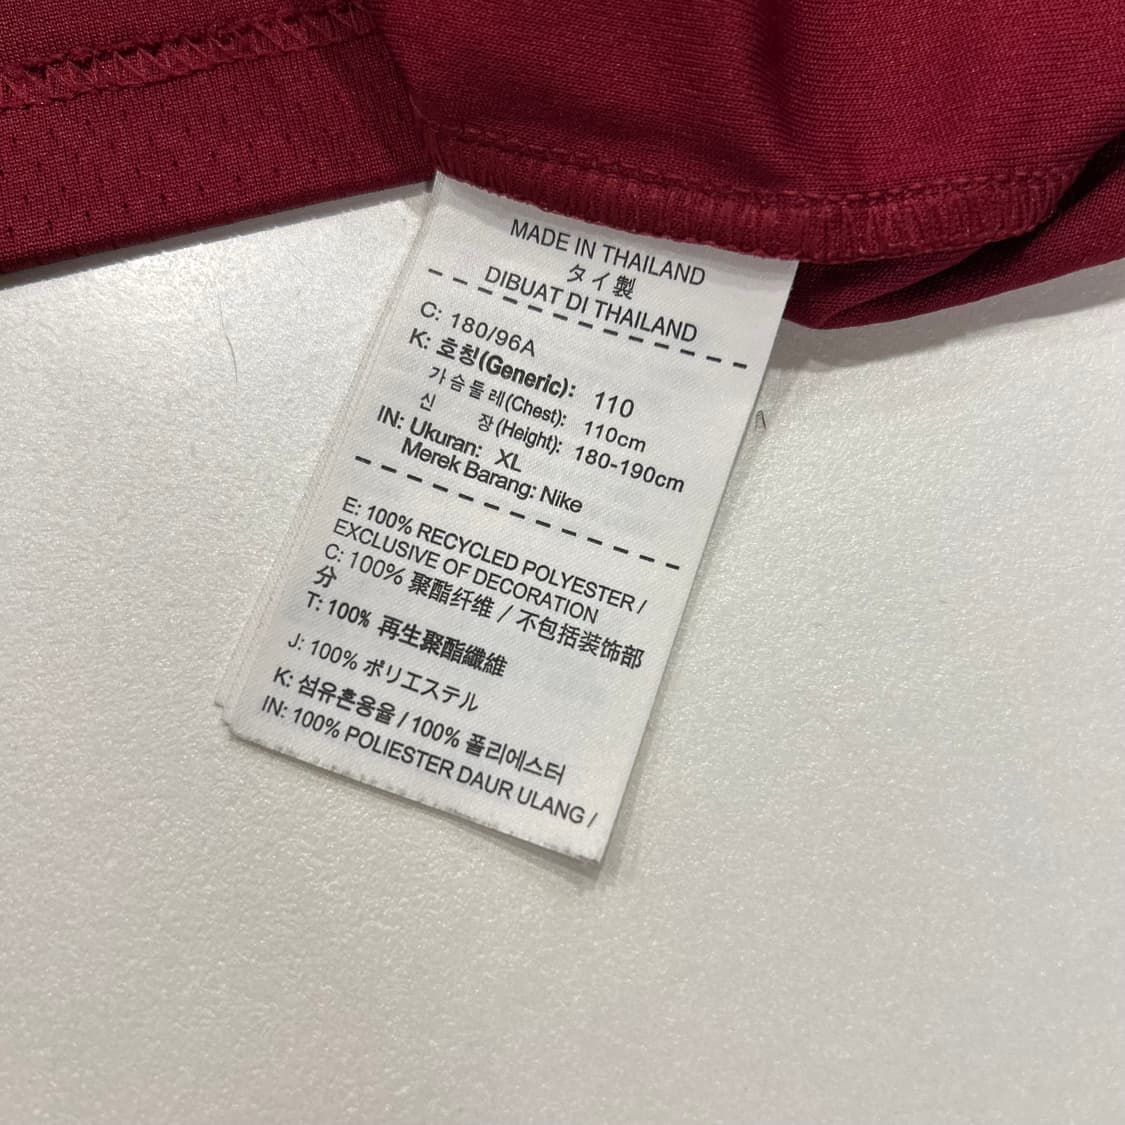 MADE IN THAILAND
タイ製
DIBUAT DI THAILAND
C: 180/96A
K: 호칭(Generic): 110
가슴둘레(Chest): 110cm
신 장(Height): 180-190cm
IN: Ukuran: XL
Merek Barang: Nike
E: 100% RECYCLED POLYESTER /
EXCLUSIVE OF DECORATION
C: 100% 聚酯纤维 / 不包括装饰部
分
T: 100% 再生聚酯纖維
J: 100% ポリエステル
K: 섬유혼용율 / 100% 폴리에스터
IN: 100% POLIESTER DAUR ULANG /